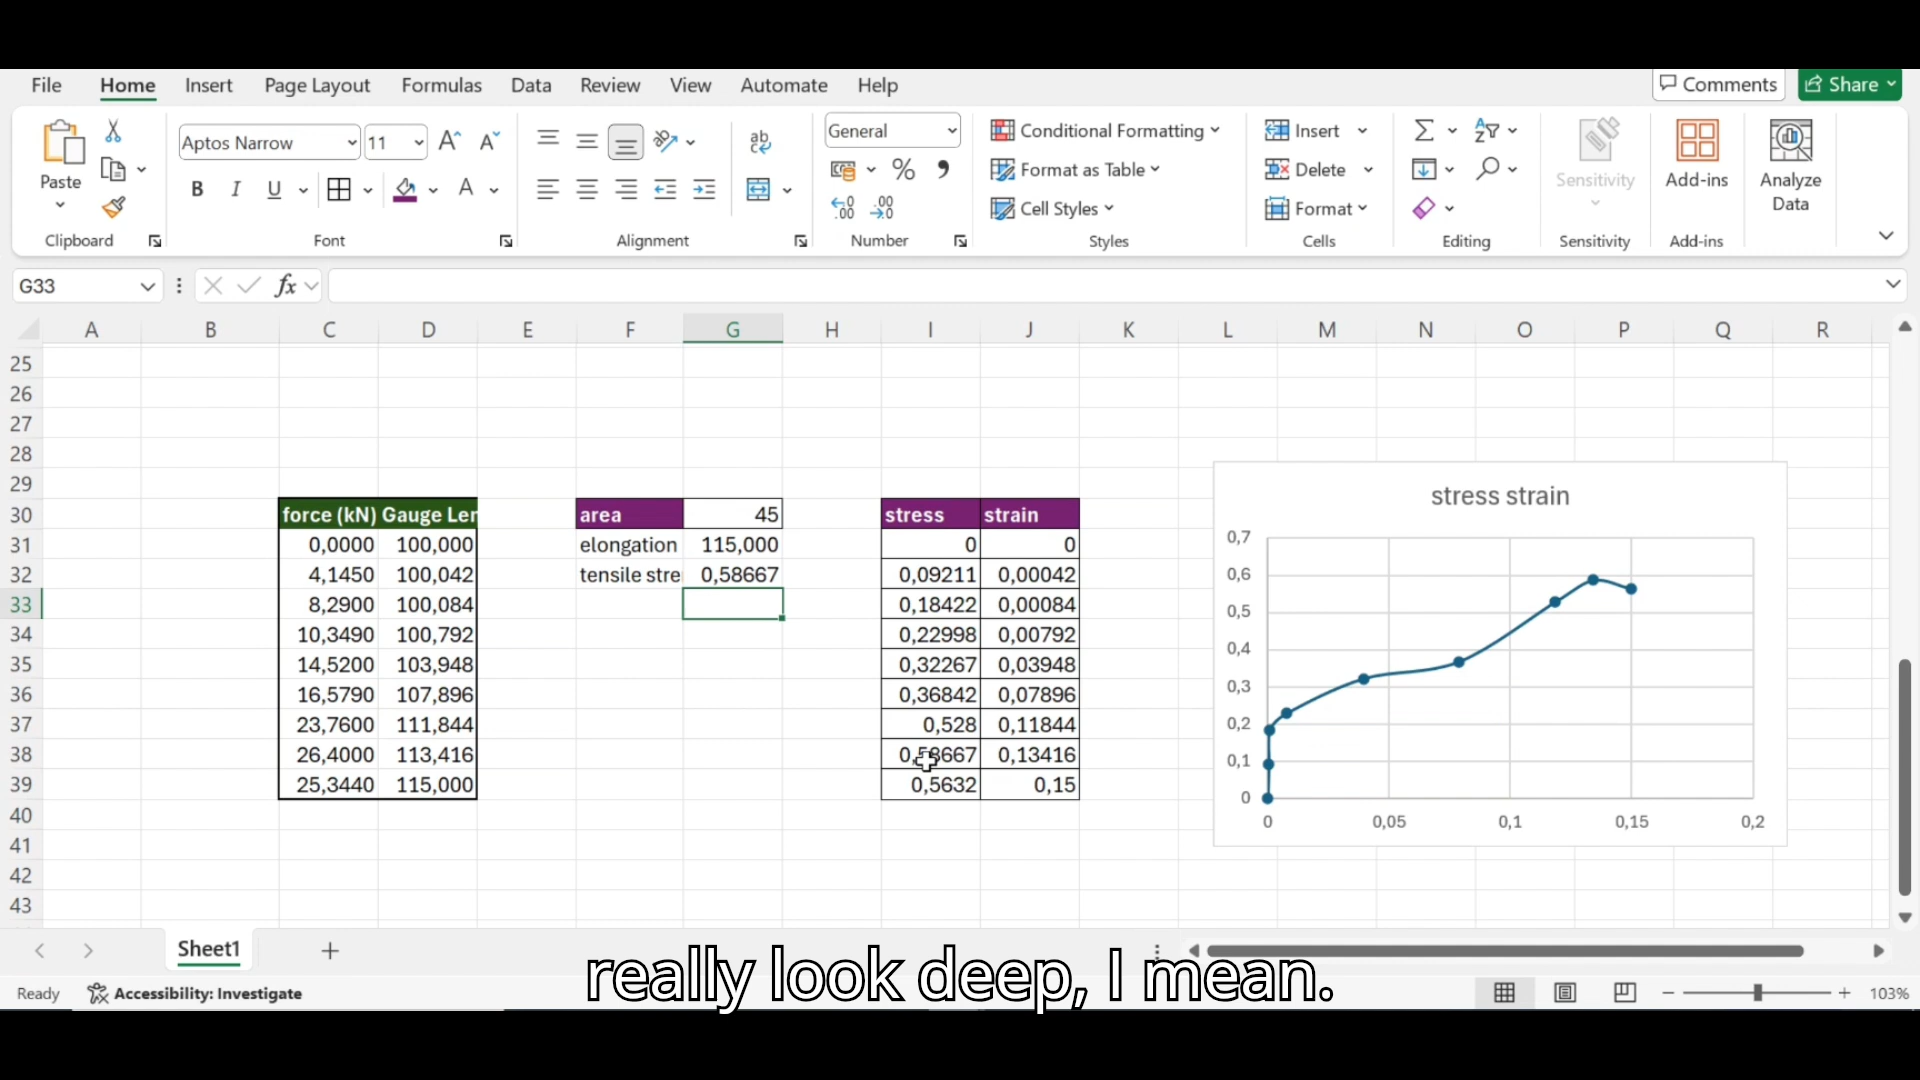 File Home Insert Page Layout Formulas Data Review View Automate Help Comments Share
Aptos Narrow 11 General Conditional Formatting Insert
Paste Format as Table Delete Sensitivity Add-ins Analyze Data
B I U A Cell Styles Format
Clipboard Font Alignment Number Styles Cells Editing Sensitivity Add-ins
G33 fx
A B C D E F G H I J K L M N O P Q R
25
26
27
28
29
30 force (kN) Gauge Len area 45 stress strain
31 0,0000 100,000 elongation 115,000 0 0
32 4,1450 100,042 tensile stre 0,58667 0,09211 0,00042
33 8,2900 100,084 0,18422 0,00084
34 10,3490 100,792 0,22998 0,00792
35 14,5200 103,948 0,32267 0,03948
36 16,5790 107,896 0,36842 0,07896
37 23,7600 111,844 0,528 0,11844
38 26,4000 113,416 0,58667 0,13416
39 25,3440 115,000 0,5632 0,15
40
41
42
43
stress strain
0,7
0,6
0,5
0,4
0,3
0,2
0,1
0
0 0,05 0,1 0,15 0,2
Sheet1
really look deep, I mean.
Ready Accessibility: Investigate 103%